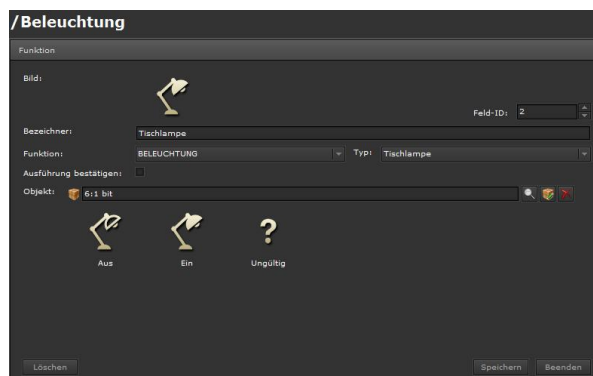 /Beleuchtung
Funktion
Bild:
Feld-ID: 2
Bezeichner: Tischlampe
Funktion: BELEUCHTUNG Typ: Tischlampe
Ausführung bestätigen:
Objekt: 6:1 bit
Aus Ein Ungültig
Löschen Speichern Beenden